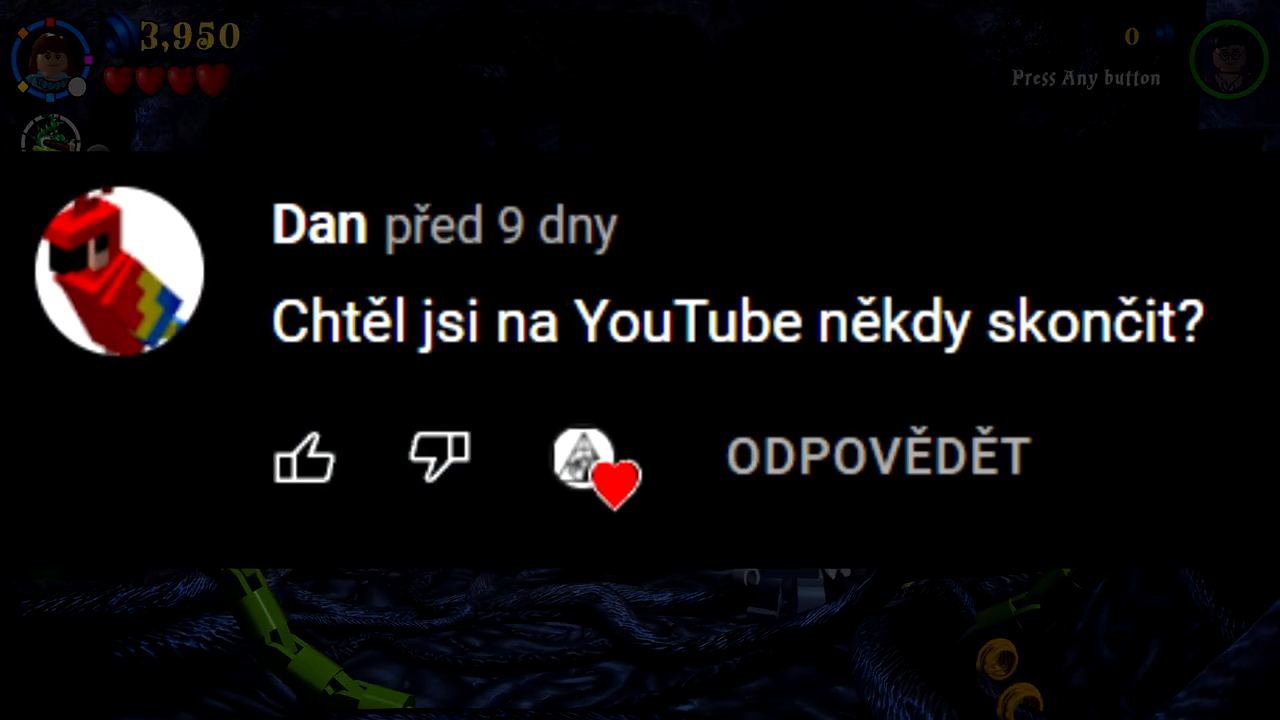 3,950
0
Press Any button
Dan před 9 dny
Chtěl jsi na YouTube někdy skončit?
ODPOVĚDĚT